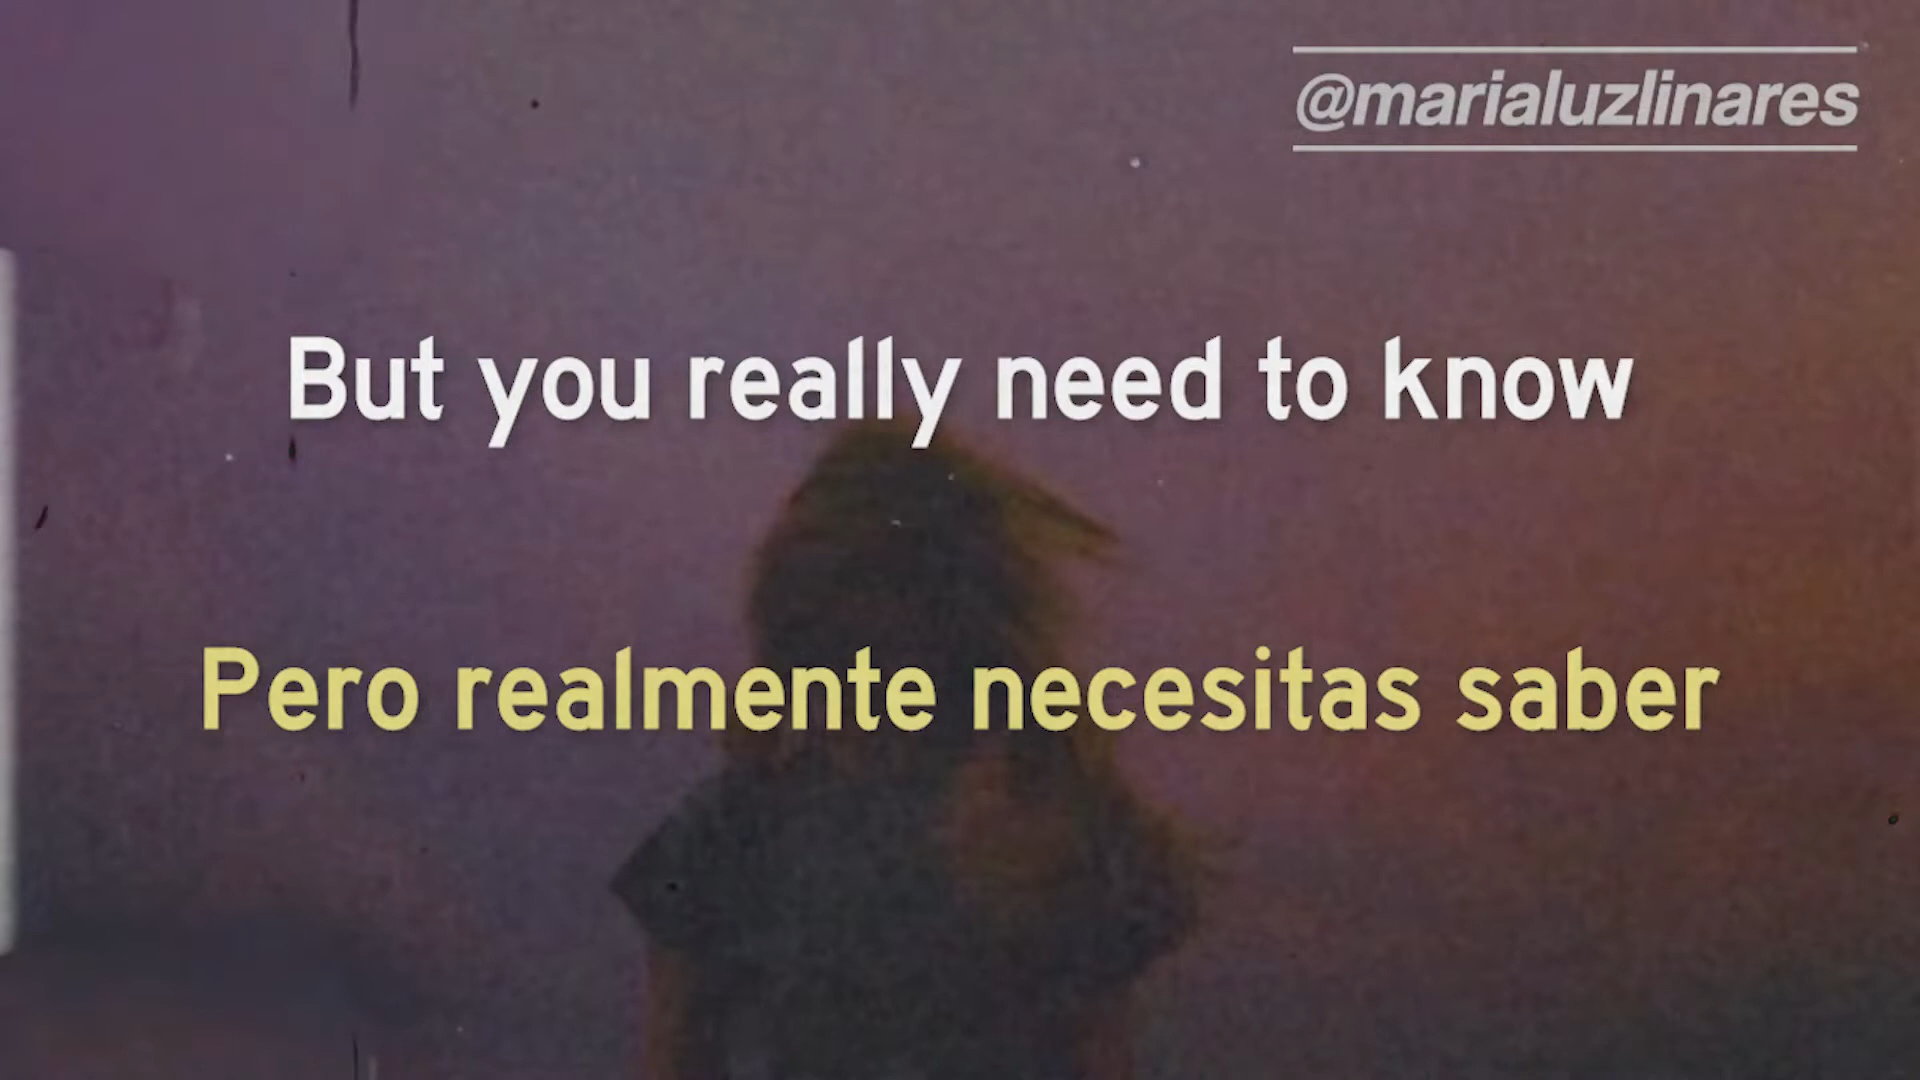 @marialuzlinares
But you really need to know
Pero realmente necesitas saber